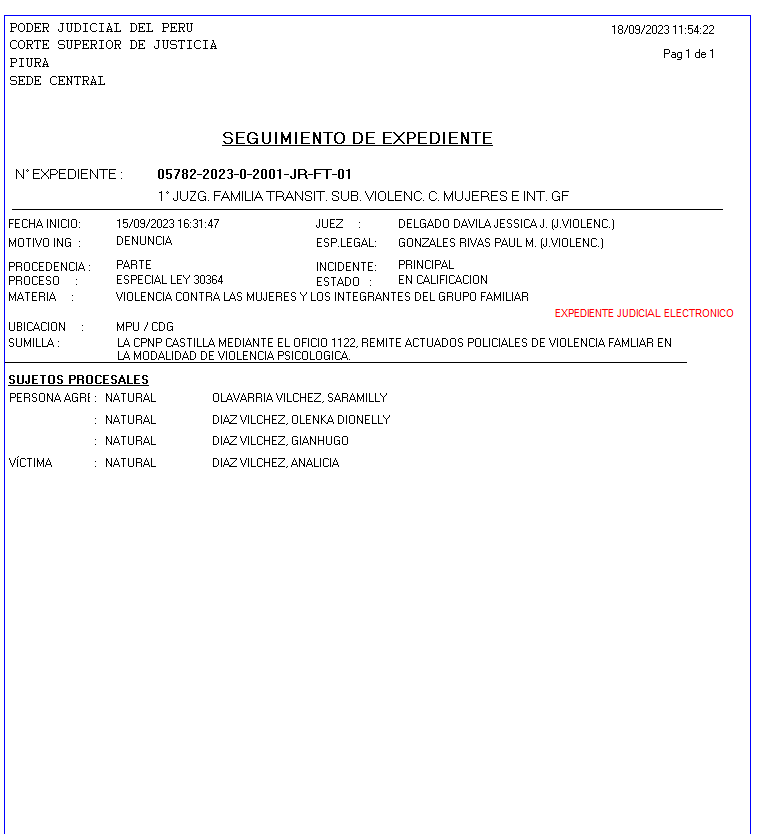 PODER JUDICIAL DEL PERU
18/09/2023 11:54:22
CORTE SUPERIOR DE JUSTICIA
Pag 1 de 1
PIURA
SEDE CENTRAL
SEGUIMIENTO DE EXPEDIENTE
N° EXPEDIENTE : 05782-2023-0-2001-JR-FT-01
1° JUZG. FAMILIA TRANSIT. SUB. VIOLENC. C. MUJERES E INT. GF
FECHA INICIO: 15/09/2023 16:31:47 JUEZ : DELGADO DAVILA JESSICA J. (J.VIOLENC.)
MOTIVO ING : DENUNCIA ESP.LEGAL: GONZALES RIVAS PAUL M. (J.VIOLENC.)
PROCEDENCIA : PARTE INCIDENTE: PRINCIPAL
PROCESO : ESPECIAL LEY 30364 ESTADO : EN CALIFICACION
MATERIA : VIOLENCIA CONTRA LAS MUJERES Y LOS INTEGRANTES DEL GRUPO FAMILIAR
EXPEDIENTE JUDICIAL ELECTRONICO
UBICACION : MPU / CDG
SUMILLA : LA CPNP CASTILLA MEDIANTE EL OFICIO 1122, REMITE ACTUADOS POLICIALES DE VIOLENCIA FAMLIAR EN
LA MODALIDAD DE VIOLENCIA PSICOLOGICA.
SUJETOS PROCESALES
PERSONA AGRE : NATURAL OLAVARRIA VILCHEZ, SARAMILLY
: NATURAL DIAZ VILCHEZ, OLENKA DIONELLY
: NATURAL DIAZ VILCHEZ, GIANHUGO
VÍCTIMA : NATURAL DIAZ VILCHEZ, ANALICIA